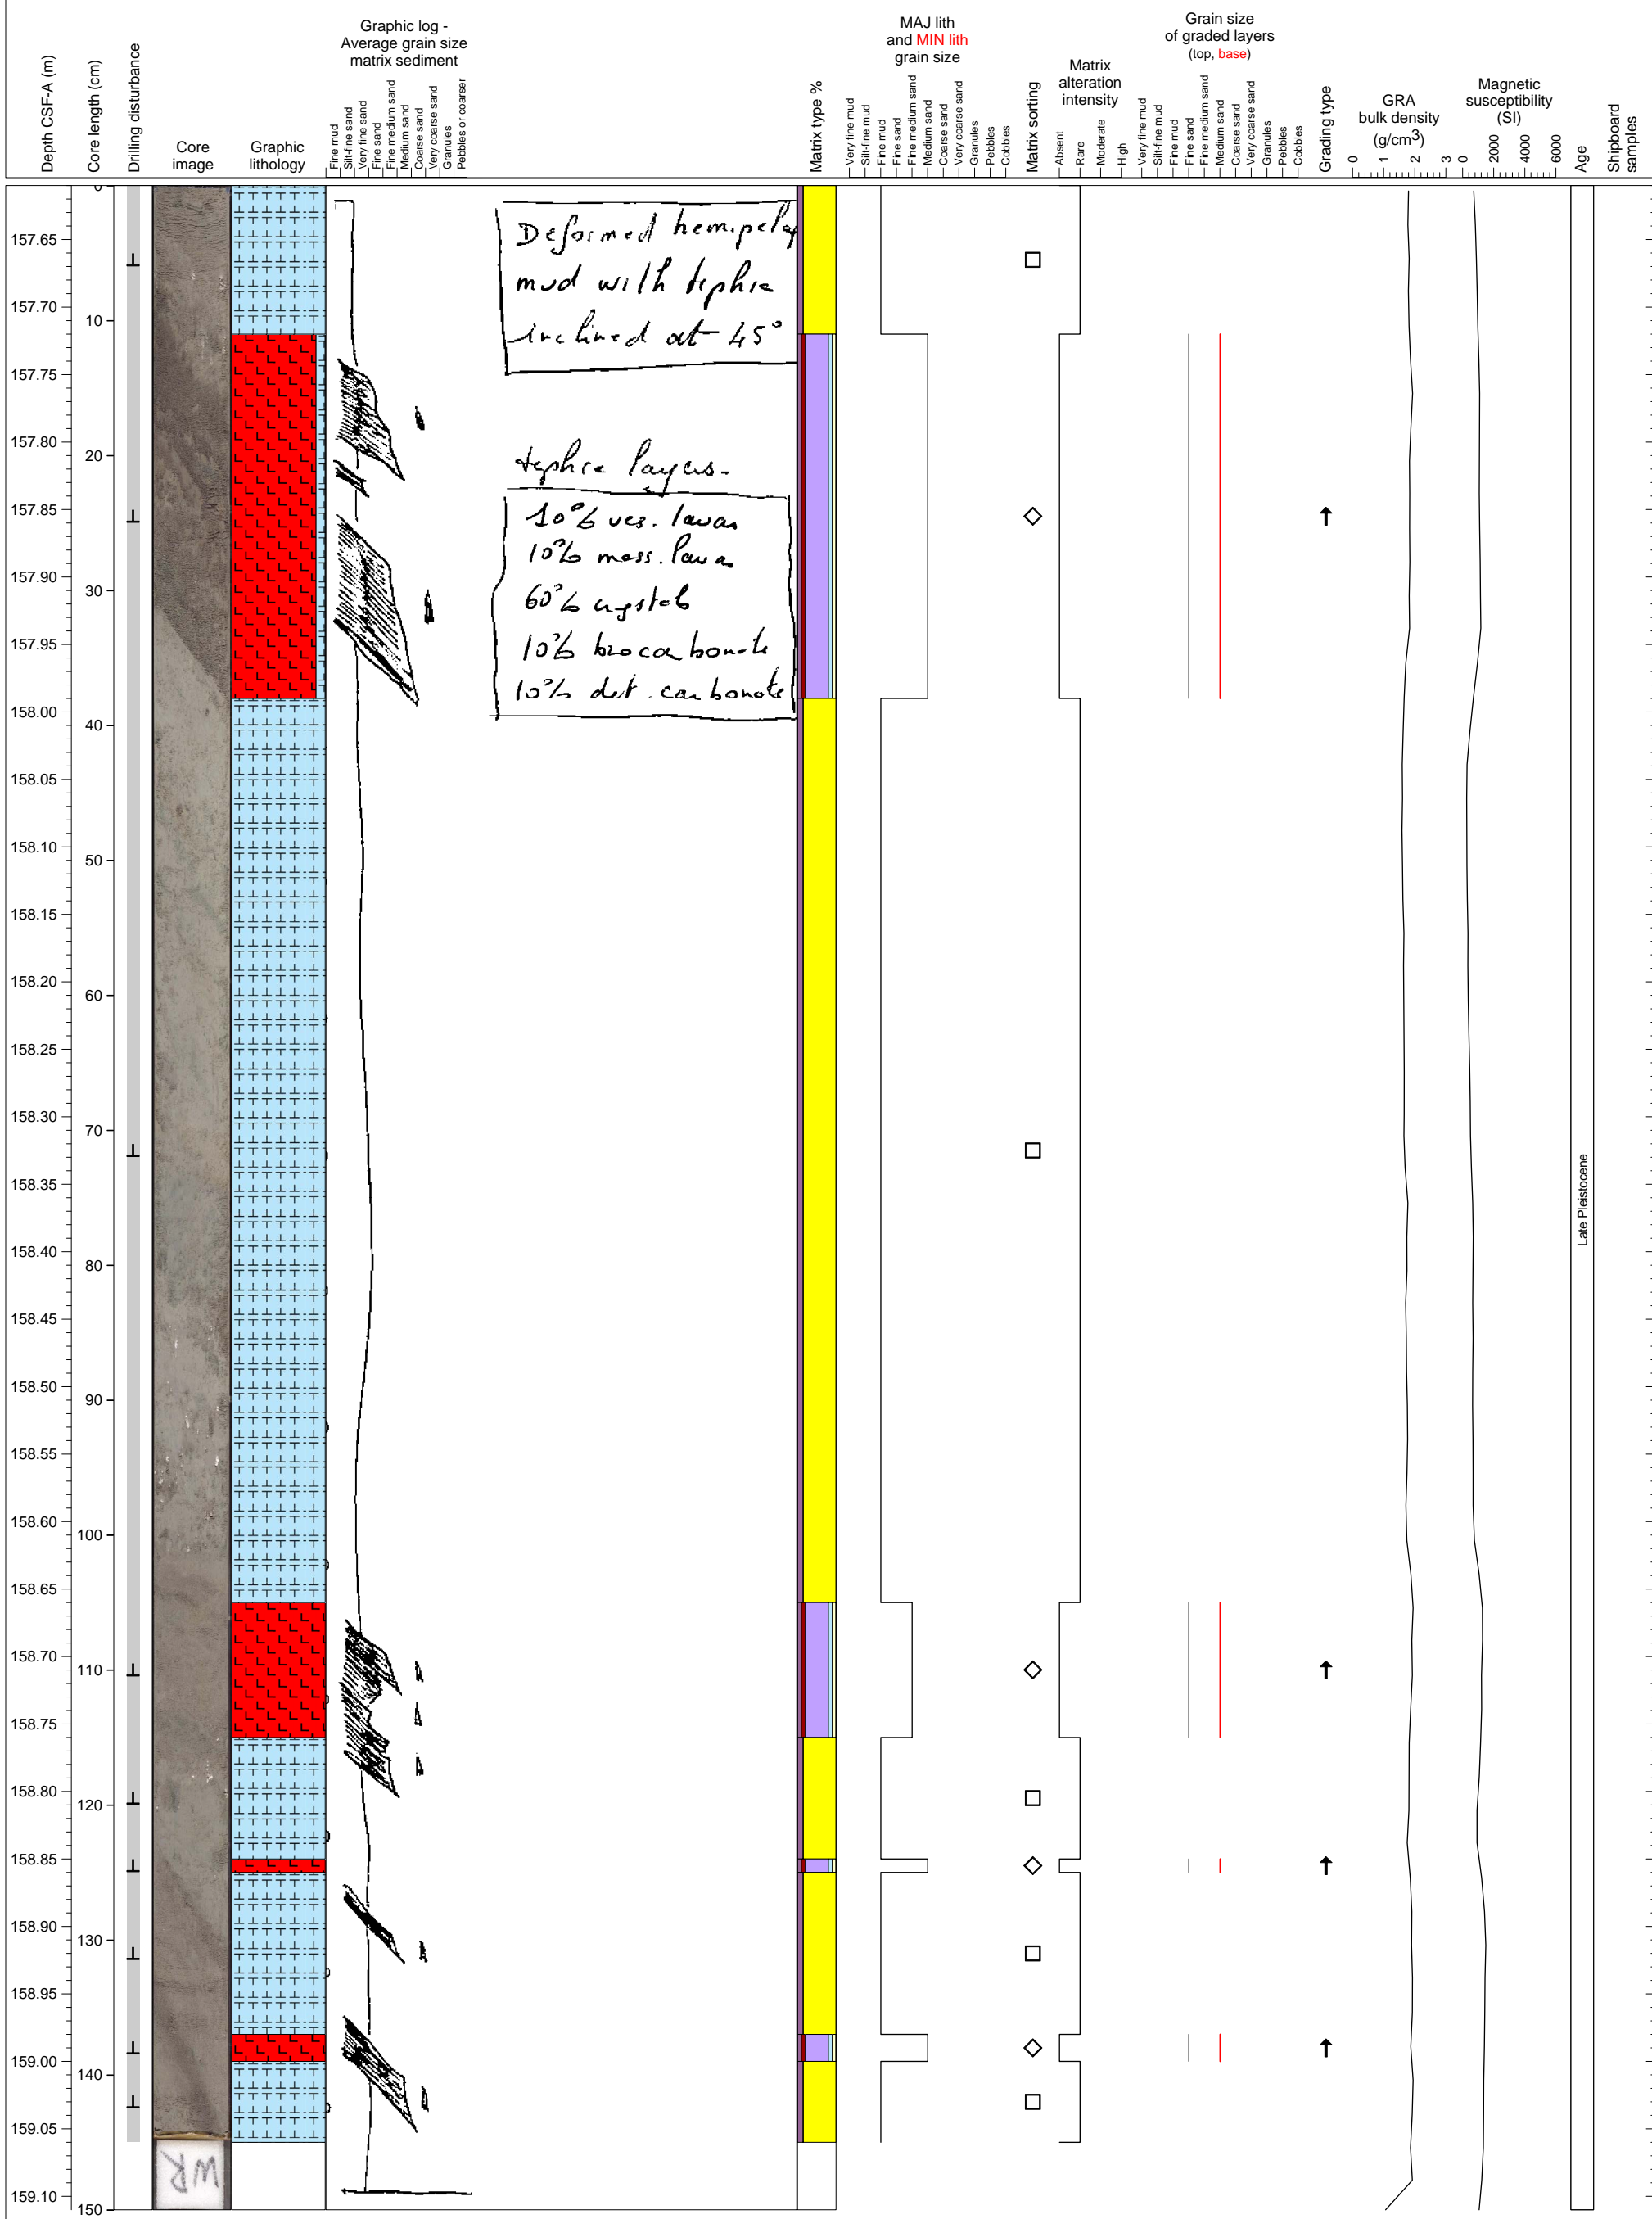 Depth CSF-A (m)
Core length (cm)
Drilling disturbance
Core
image
Graphic
lithology
Graphic log -
Average grain size
matrix sediment
Fine mud
Silt-fine sand
Very fine sand
Fine sand
Fine medium sand
Medium sand
Coarse sand
Very coarse sand
Granules
Pebbles or coarser
Matrix type %
MAJ lith
and MIN lith
grain size
Very fine mud
Silt-fine mud
Fine mud
Fine sand
Fine medium sand
Medium sand
Coarse sand
Very coarse sand
Granules
Pebbles
Cobbles
Matrix sorting
Matrix
alteration
intensity
Absent
Rare
Moderate
High
Grain size
of graded layers
(top, base)
Very fine mud
Silt-fine mud
Fine mud
Fine sand
Fine medium sand
Medium sand
Coarse sand
Very coarse sand
Granules
Pebbles
Cobbles
Grading type
GRA
bulk density
(g/cm3)
0 1 2 3
Magnetic
susceptibility
(SI)
0 2000 4000 6000
Age
Shipboard
samples
157.65
157.70
157.75
157.80
157.85
157.90
157.95
158.00
158.05
158.10
158.15
158.20
158.25
158.30
158.35
158.40
158.45
158.50
158.55
158.60
158.65
158.70
158.75
158.80
158.85
158.90
158.95
159.00
159.05
159.10
0
10
20
30
40
50
60
70
80
90
100
110
120
130
140
150
WR
Deformed hemipelag
mud with tephra
inclined at 45°
tephra layers-
10% ves. lavas
10% mass. lavas
60% crystals
10% biocarbonate
10% det. carbonate
Late Pleistocene